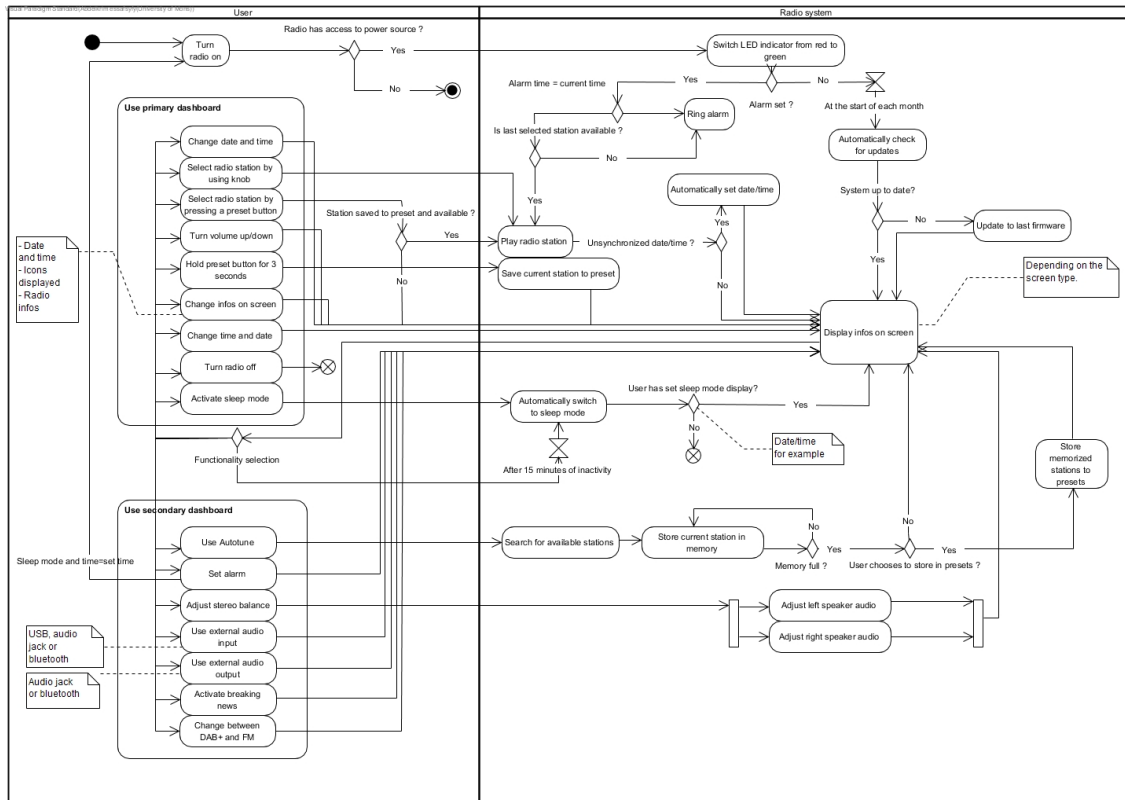 User
Radio system
Turn
radio on
Radio has access to power source ?
Yes
No
Switch LED indicator from red to
green
Alarm time = current time
Yes
No
Alarm set ?
At the start of each month
Ring alarm
Is last selected station available ?
No
Yes
Automatically check
for updates
System up to date?
No
Update to last firmware
Yes
Automatically set date/time
Yes
Unsynchronized date/time ?
No
Use primary dashboard
Change date and time
Select radio station by
using knob
Select radio station by
pressing a preset button
Turn volume up/down
Hold preset button for 3
seconds
Change infos on screen
Change time and date
Turn radio off
Activate sleep mode
- Date
and time
- Icons
displayed
- Radio
infos
Station saved to preset and available ?
Yes
No
Play radio station
Save current station to preset
Display infos on screen
Depending on the
screen type.
Functionality selection
Automatically switch
to sleep mode
After 15 minutes of inactivity
User has set sleep mode display?
Yes
No
Date/time
for example
Store
memorized
stations to
presets
Use secondary dashboard
Use Autotune
Set alarm
Adjust stereo balance
Use external audio
input
Use external audio
output
Activate breaking
news
Change between
DAB+ and FM
Sleep mode and time=set time
USB, audio
jack or
bluetooth
Audio jack
or bluetooth
Search for available stations
Store current station in
memory
No
Yes
Memory full ?
No
Yes
User chooses to store in presets ?
Adjust left speaker audio
Adjust right speaker audio